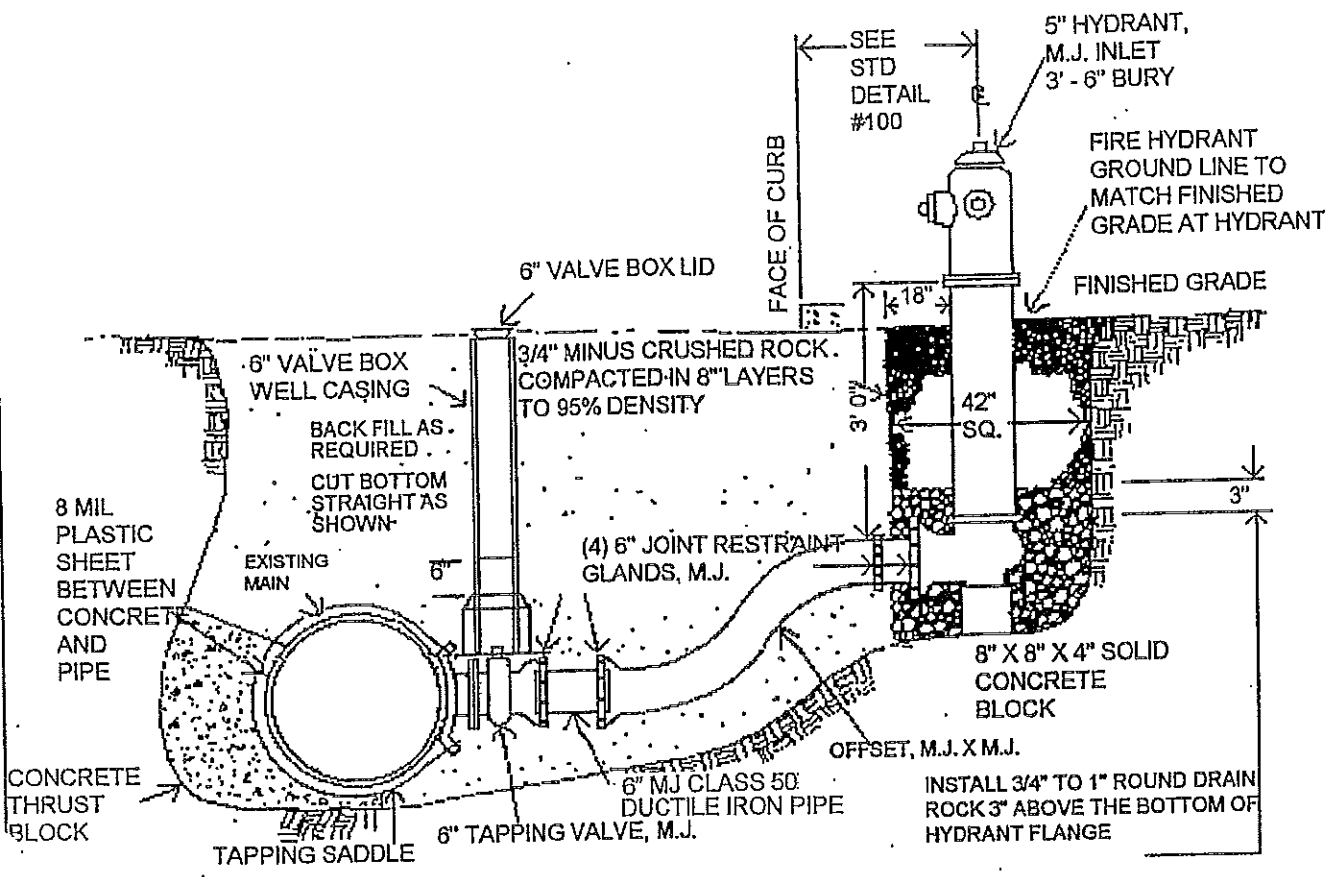 5" HYDRANT,
M.J. INLET
3' - 6" BURY
SEE
STD
DETAIL
#100
FIRE HYDRANT
GROUND LINE TO
MATCH FINISHED
GRADE AT HYDRANT
FACE OF CURB
6" VALVE BOX LID
18"
FINISHED GRADE
6" VALVE BOX
WELL CASING
3/4" MINUS CRUSHED ROCK
COMPACTED IN 8" LAYERS
TO 95% DENSITY
3' 0"
42"
SQ.
BACK FILL AS
REQUIRED
CUT BOTTOM
STRAIGHT AS
SHOWN
3"
8 MIL
PLASTIC
SHEET
BETWEEN
CONCRETE
AND
PIPE
EXISTING
MAIN
6"
(4) 6" JOINT RESTRAINT
GLANDS, M.J.
8" X 8" X 4" SOLID
CONCRETE
BLOCK
OFFSET, M.J. X M.J.
CONCRETE
THRUST
BLOCK
6" MJ CLASS 50
DUCTILE IRON PIPE
INSTALL 3/4" TO 1" ROUND DRAIN
ROCK 3" ABOVE THE BOTTOM OF
HYDRANT FLANGE
6" TAPPING VALVE, M.J.
TAPPING SADDLE